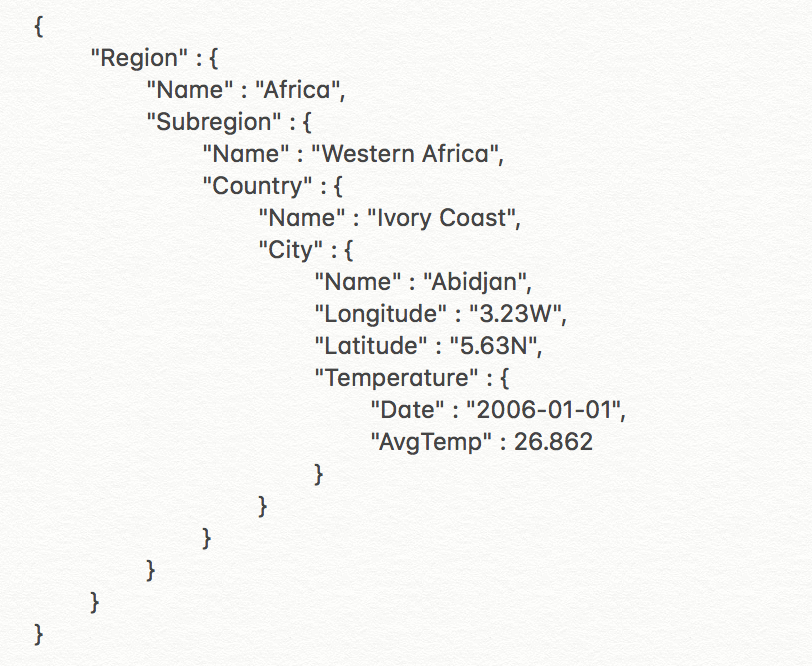 {
"Region" : {
"Name" : "Africa",
"Subregion" : {
"Name" : "Western Africa",
"Country" : {
"Name" : "Ivory Coast",
"City" : {
"Name" : "Abidjan",
"Longitude" : "3.23W",
"Latitude" : "5.63N",
"Temperature" : {
"Date" : "2006-01-01",
"AvgTemp" : 26.862
}
}
}
}
}
}